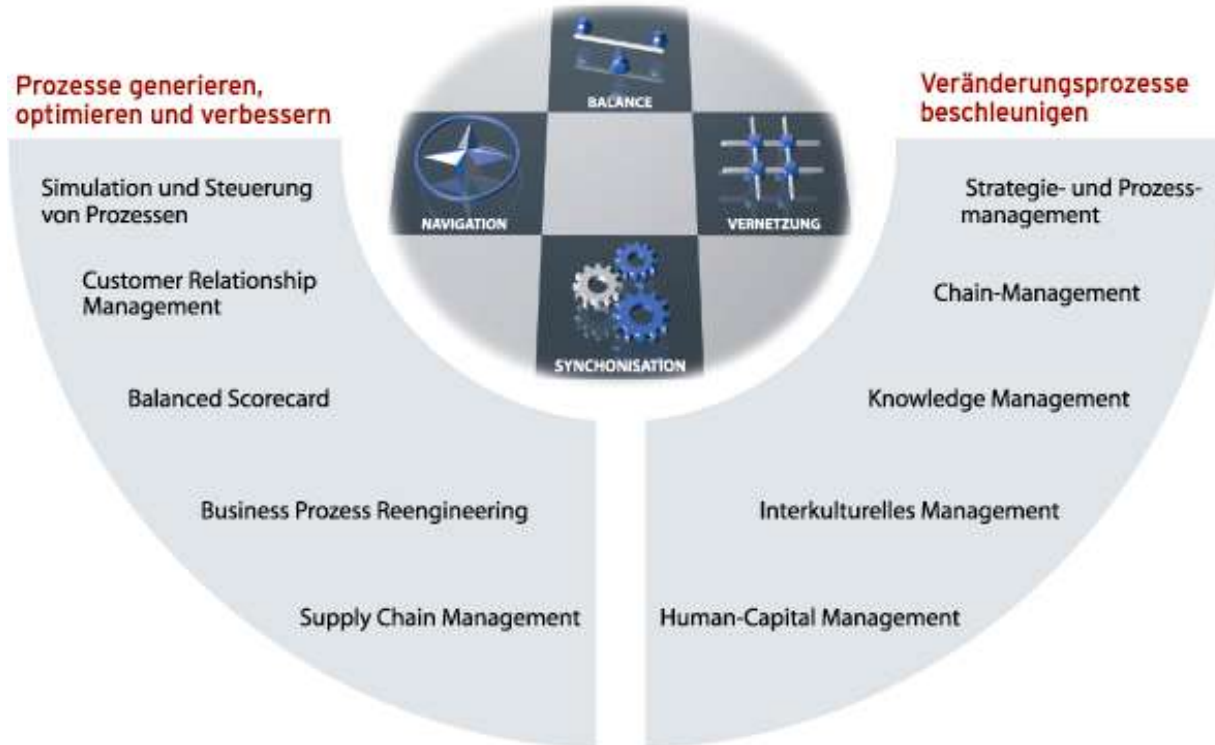 Prozesse generieren,
optimieren und verbessern
Simulation und Steuerung
von Prozessen
Customer Relationship
Management
Balanced Scorecard
Business Prozess Reengineering
Supply Chain Management
BALANCE
NAVIGATION
VERNETZUNG
SYNCHONISATION
Veränderungsprozesse
beschleunigen
Strategie- und Prozess-
management
Chain-Management
Knowledge Management
Interkulturelles Management
Human-Capital Management